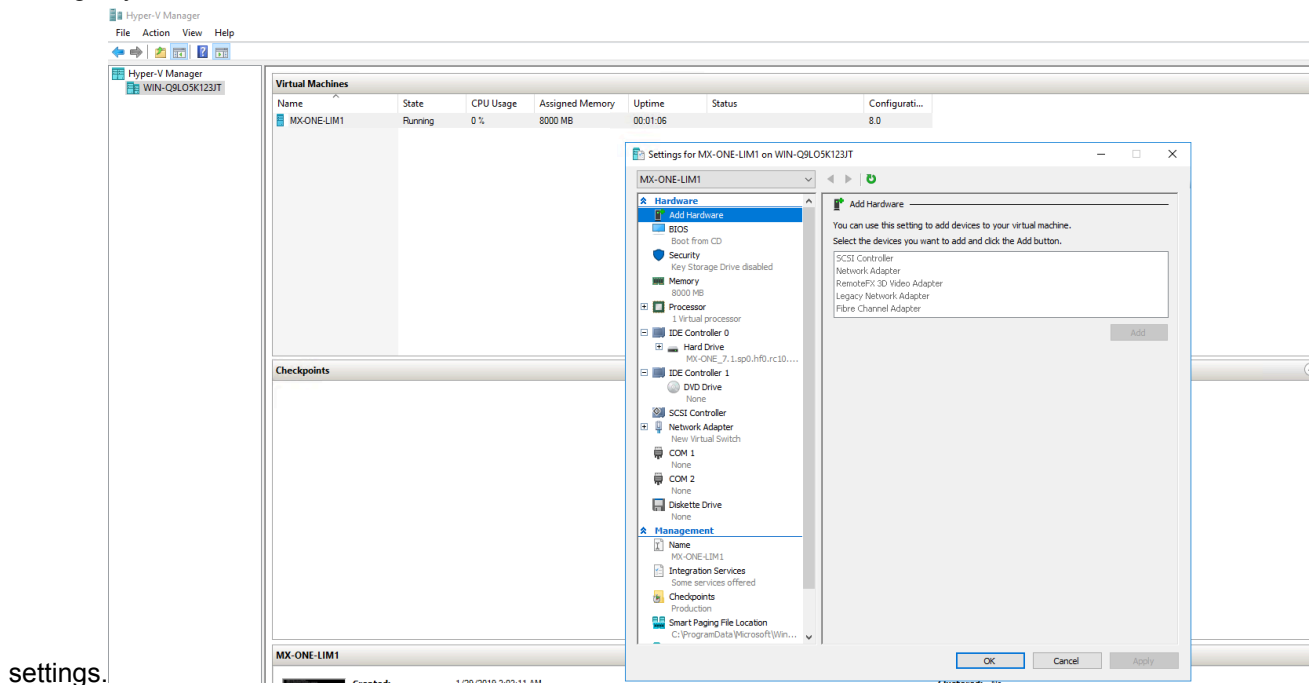 Hyper-V Manager
File Action View Help
Hyper-V Manager
WIN-Q9LO5K123JT
Virtual Machines
Name State CPU Usage Assigned Memory Uptime Status Configurati...
MX-ONE-LIM1 Running 0 % 8000 MB 00:01:06 8.0
Settings for MX-ONE-LIM1 on WIN-Q9LO5K123JT
MX-ONE-LIM1
Hardware
Add Hardware
BIOS
Boot from CD
Security
Key Storage Drive disabled
Memory
8000 MB
Processor
1 Virtual processor
IDE Controller 0
Hard Drive
MX-ONE_7.1.sp0.hf0.rc10....
IDE Controller 1
DVD Drive
None
SCSI Controller
Network Adapter
New Virtual Switch
COM 1
None
COM 2
None
Diskette Drive
None
Management
Name
MX-ONE-LIM1
Integration Services
Some services offered
Checkpoints
Production
Smart Paging File Location
C:\ProgramData\Microsoft\Win...
Add Hardware
You can use this setting to add devices to your virtual machine.
Select the devices you want to add and click the Add button.
SCSI Controller
Network Adapter
RemoteFX 3D Video Adapter
Legacy Network Adapter
Fibre Channel Adapter
Add
OK Cancel Apply
Checkpoints
MX-ONE-LIM1
settings.